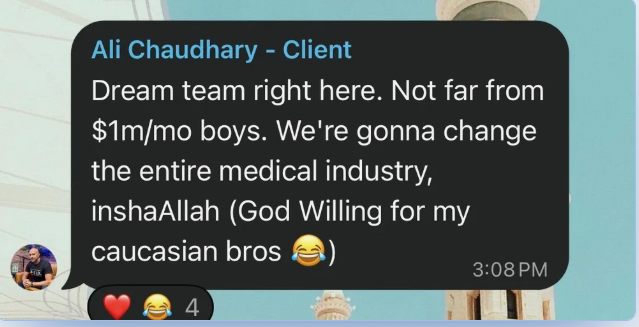 Ali Chaudhary - Client
Dream team right here. Not far from
$1m/mo boys. We're gonna change
the entire medical industry,
inshaAllah (God Willing for my
caucasian bros 😂)
3:08 PM
❤️ 😂 4